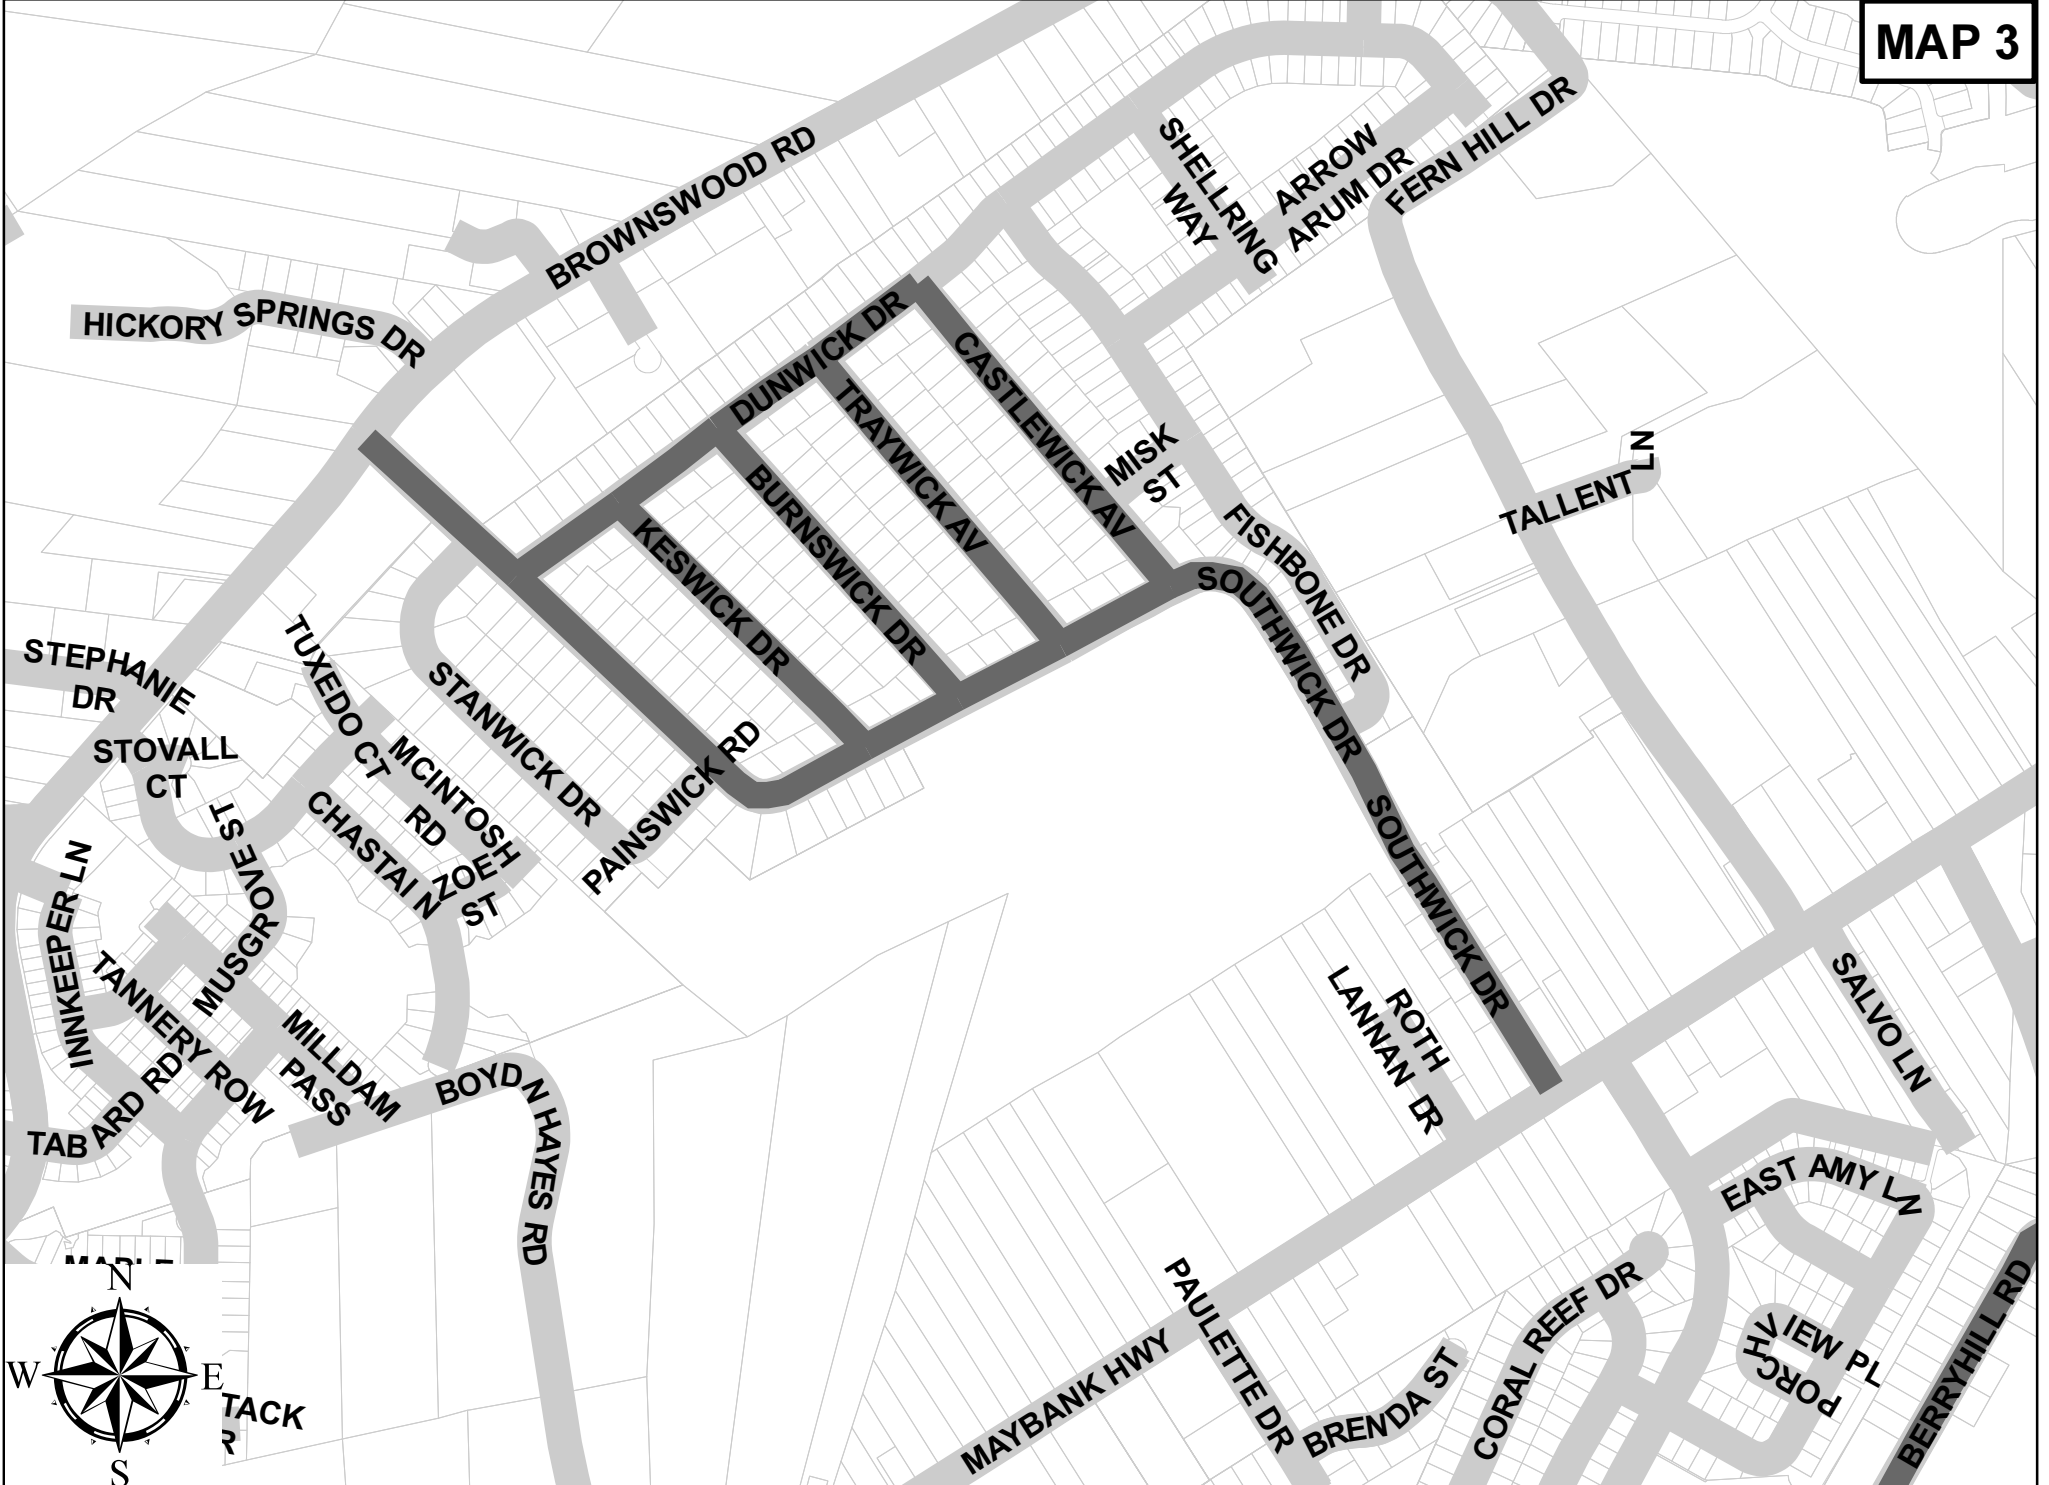 MAP 3
BROWNSWOOD RD
SHELLRING
WAY
ARROW
ARUM DR
FERN HILL DR
HICKORY SPRINGS DR
DUNWICK DR
CASTLEWICK AV
TRAYWICK AV
MISK
ST
TALLENT LN
BURNSWICK DR
KESWICK DR
FISHBONE DR
SOUTHWICK DR
STEPHANIE
DR
TUXEDO CT
STANWICK DR
PAINSWICK RD
STOVALL
CT
MCINTOSH
RD
CHASTAIN
ZOE
ST
MUSGROVE ST
INNKEEPER LN
SOUTHWICK DR
TANNERY ROW
MILLDAM
PASS
TABARD RD
BOYD N HAYES RD
ROTH
LANNAN DR
SALVO LN
EAST AMY LN
PAULETTE DR
CORAL REEF DR
BRENDA ST
MAYBANK HWY
PORCH VIEW PL
BERRYHILL RD
N
W
E
S
TACK